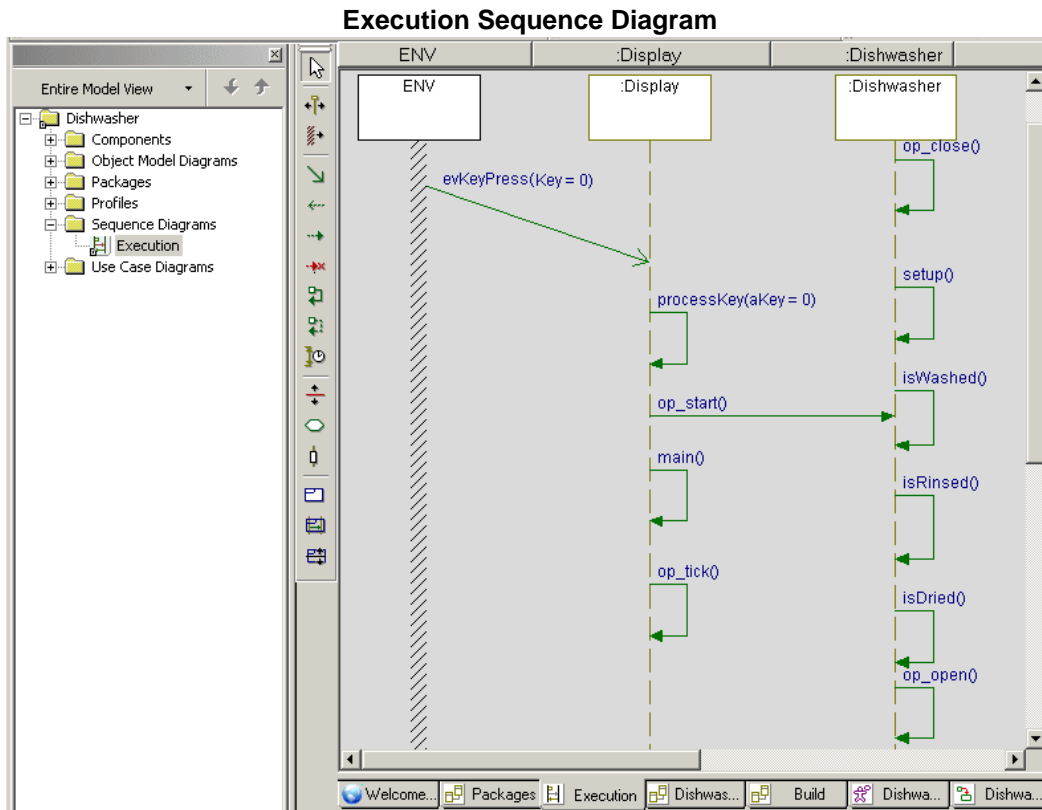 Execution Sequence Diagram
Entire Model View
Dishwasher
Components
Object Model Diagrams
Packages
Profiles
Sequence Diagrams
Execution
Use Case Diagrams
ENV :Display :Dishwasher
ENV :Display :Dishwasher
op_close()
evKeyPress(Key = 0)
setup()
processKey(aKey = 0)
isWashed()
op_start()
main()
isRinsed()
op_tick()
isDried()
op_open()
Welcome... Packages Execution Dishwas... Build Dishwa... Dishwa...